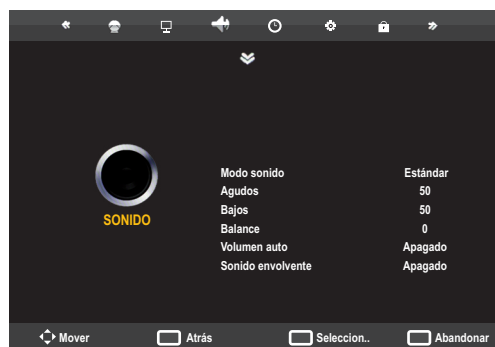 SONIDO
Modo sonido Estándar
Agudos 50
Bajos 50
Balance 0
Volumen auto Apagado
Sonido envolvente Apagado
Mover Atrás Seleccion.. Abandonar